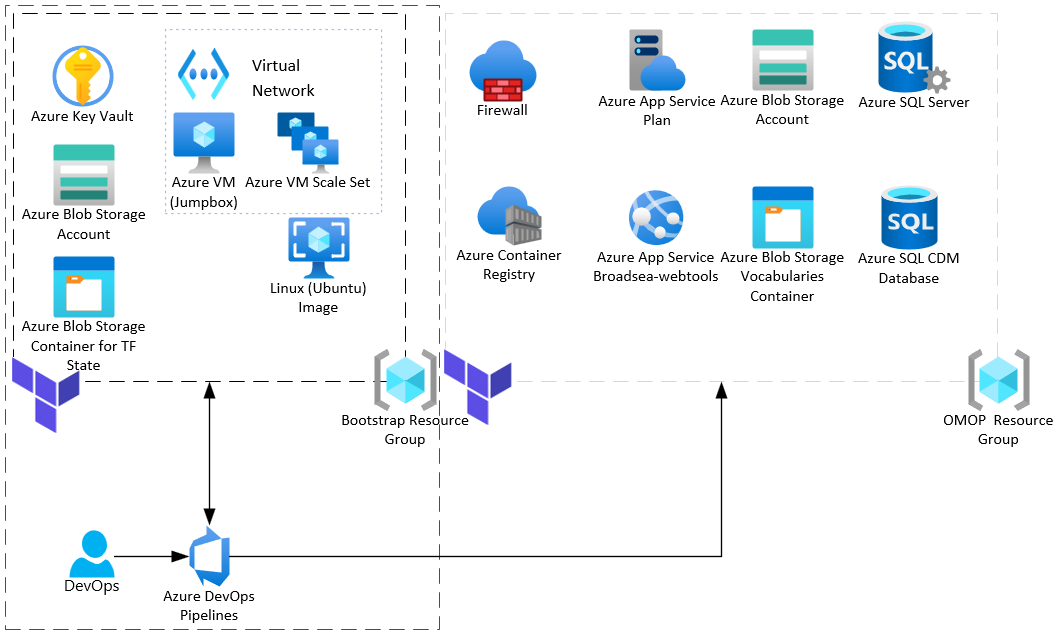 Azure Key Vault
Virtual
Network
Azure VM
(Jumpbox)
Azure VM Scale Set
Azure Blob Storage
Account
Linux (Ubuntu)
Image
Azure Blob Storage
Container for TF
State
Bootstrap Resource
Group
Firewall
Azure App Service
Plan
Azure Blob Storage
Account
SQL
Azure SQL Server
Azure Container
Registry
Azure App Service
Broadsea-webtools
Azure Blob Storage
Vocabularies
Container
SQL
Azure SQL CDM
Database
OMOP  Resource
Group
DevOps
Azure DevOps
Pipelines